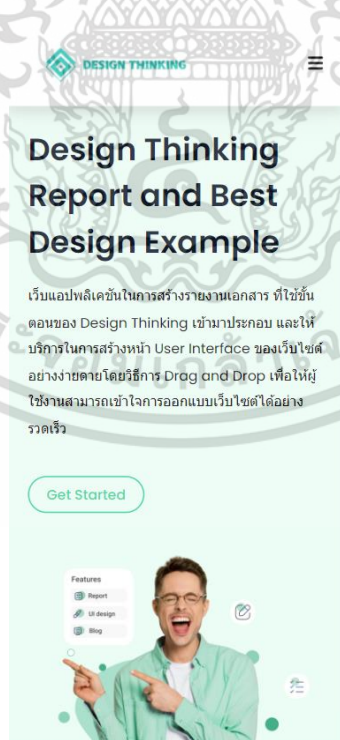 DESIGN THINKING
Design Thinking
Report and Best
Design Example
เว็บแอปพลิเคชันในการสร้างรายงานเอกสาร ที่ใช้ขั้น
ตอนของ Design Thinking เข้ามาประกอบ และให้
บริการในการสร้างหน้า User Interface ของเว็บไซต์
อย่างง่ายดายโดยวิธีการ Drag and Drop เพื่อให้ผู้
ใช้งานสามารถเข้าใจการออกแบบเว็บไซต์ได้อย่าง
รวดเร็ว
Get Started
Features
Report
UI design
Blog